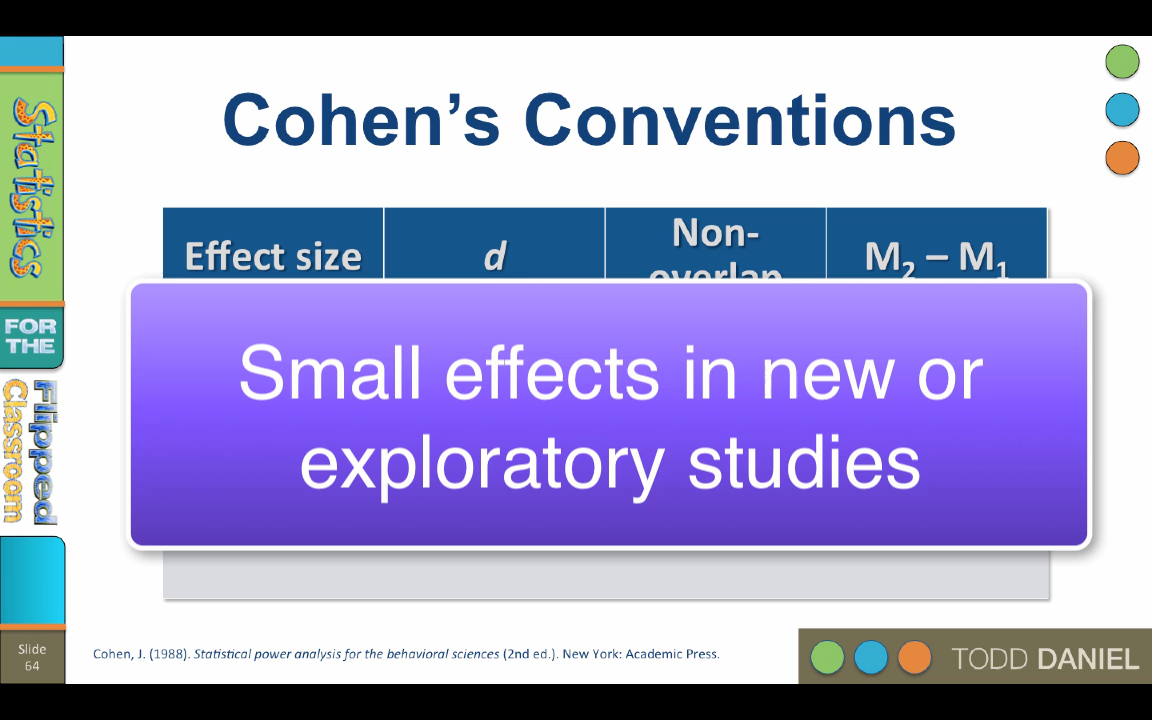 Statistics
FOR
THE
Flipped
Classroom
Slide
64
Cohen’s Conventions
Effect size
d
Non-
overlap
M₂ – M₁
Small effects in new or
exploratory studies
Cohen, J. (1988). Statistical power analysis for the behavioral sciences (2nd ed.). New York: Academic Press.
TODD DANIEL